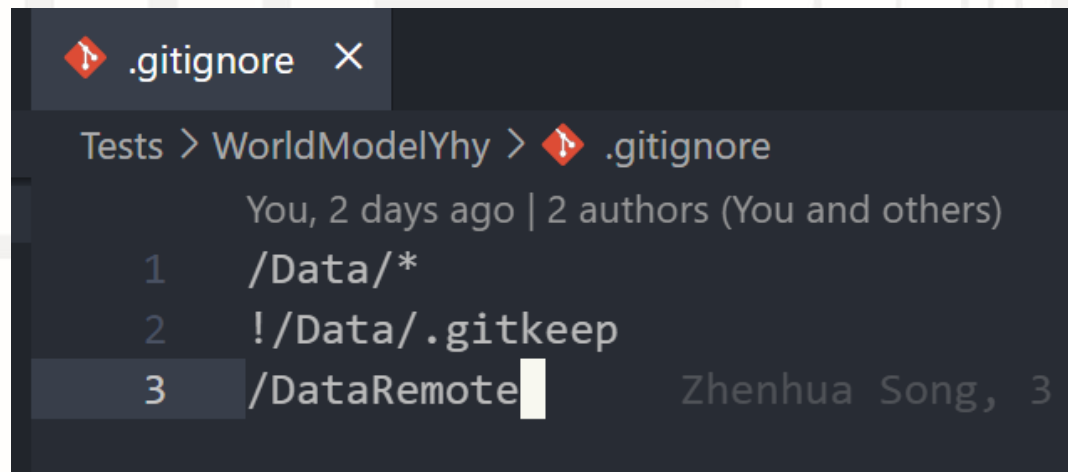 .gitignore ×
Tests > WorldModelYhy > .gitignore
You, 2 days ago | 2 authors (You and others)
1 /Data/*
2 !/Data/.gitkeep
3 /DataRemote Zhenhua Song, 3